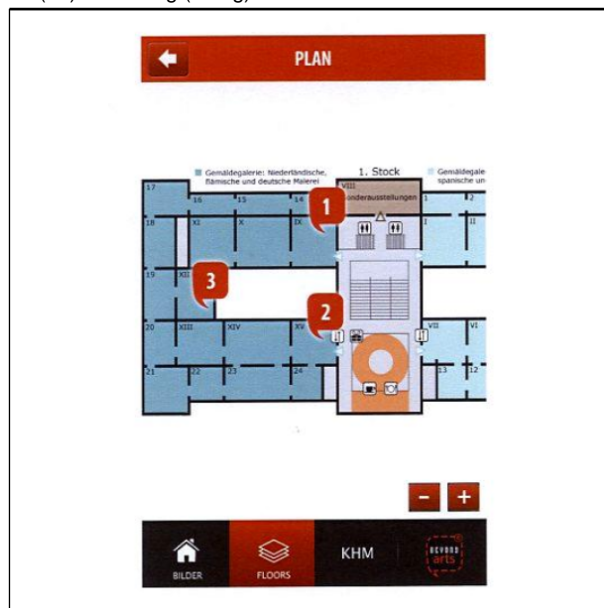 PLAN
Gemäldegalerie: Niederländische,
flämische und deutsche Malerei
1. Stock
Gemäldegale
spanische un
17
16
15
14
VIII
Sonderausstellungen
1
2
18
XI
X
IX
1
I
II
19
XII
3
20
XIII
XIV
XV
2
VII
VI
21
22
23
24
13
12
- +
BILDER
FLOORS
KHM
BEYOND
arts